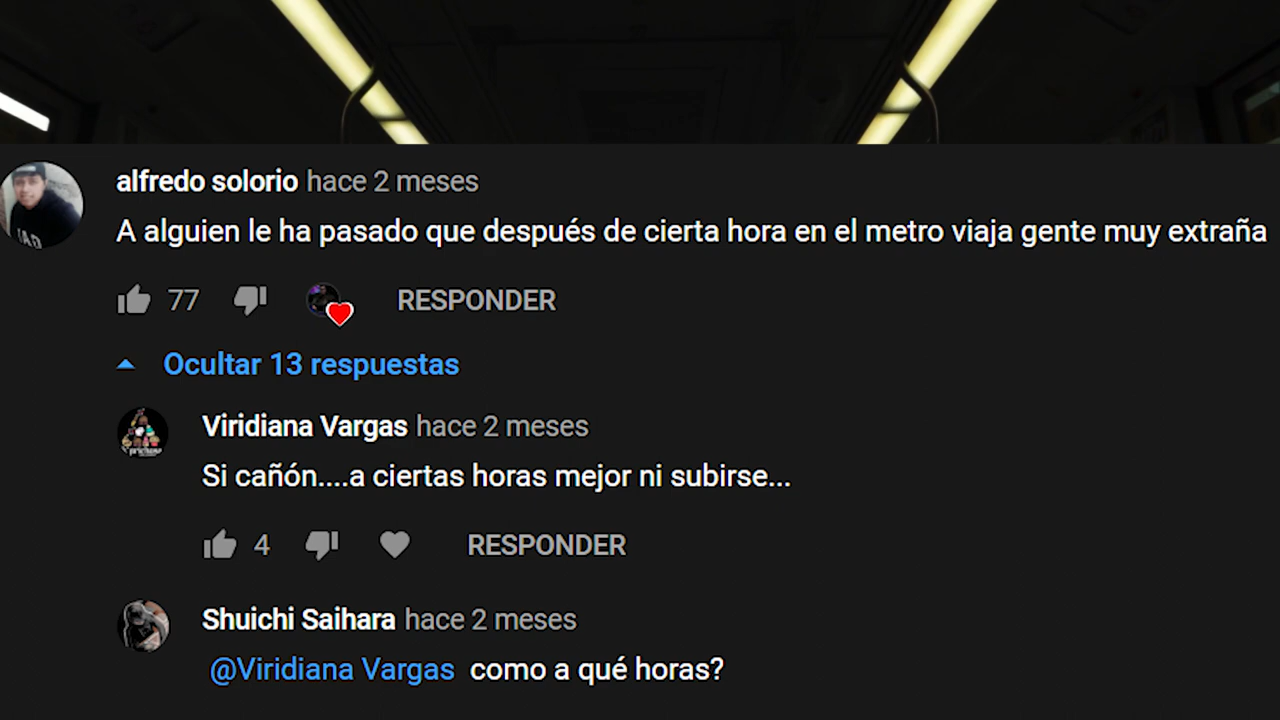 alfredo solorio hace 2 meses
A alguien le ha pasado que después de cierta hora en el metro viaja gente muy extraña
77 RESPONDER
Ocultar 13 respuestas
Viridiana Vargas hace 2 meses
Si cañón....a ciertas horas mejor ni subirse...
4 RESPONDER
Shuichi Saihara hace 2 meses
@Viridiana Vargas como a qué horas?